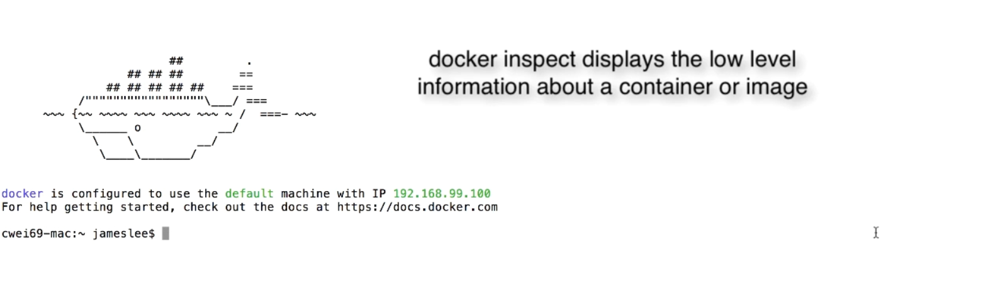 ##                .
## ## ##        ==
## ## ## ## ##    ===
/"""""""""""""""""\___/ ===
~~~ {~~ ~~~~ ~~~ ~~~~ ~~~ ~ /  ===- ~~~
\______ o           __/
\    \         __/
\____\_______/
docker inspect displays the low level
information about a container or image
docker is configured to use the default machine with IP 192.168.99.100
For help getting started, check out the docs at https://docs.docker.com
cwei69-mac:~ jameslee$